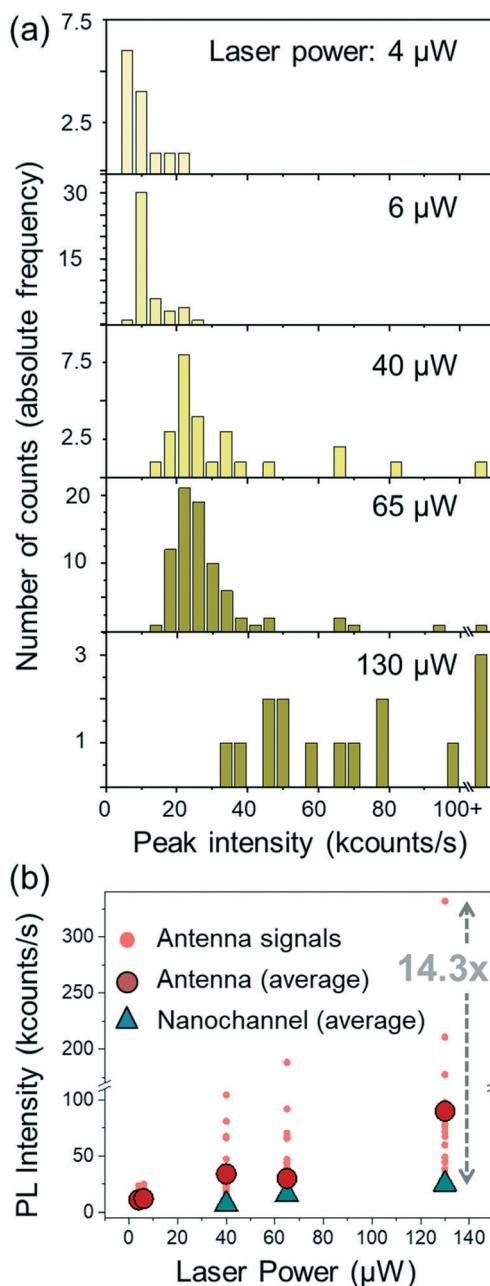 (a)
Number of counts (absolute frequency)
7.5
2.5
Laser power: 4 µW
30
15
6 µW
7.5
2.5
40 µW
20
10
65 µW
3
1
130 µW
0 20 40 60 80 100+
Peak intensity (kcounts/s)
(b)
PL Intensity (kcounts/s)
300
250
200
100
50
0
Antenna signals
Antenna (average)
Nanochannel (average)
14.3x
0 20 40 60 80 100 120 140
Laser Power (µW)